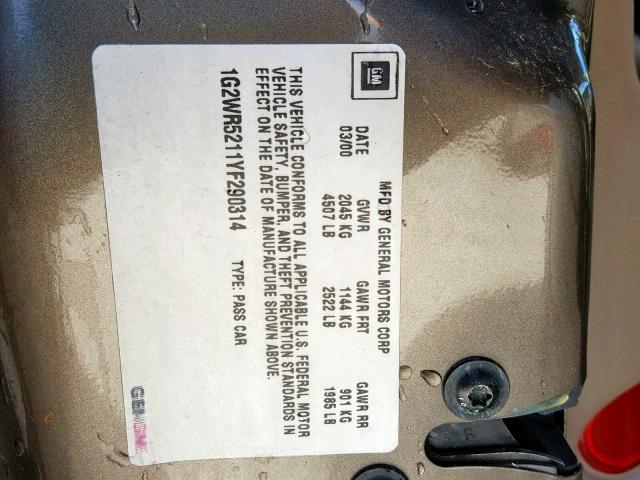 GM
MFD BY GENERAL MOTORS CORP
DATE GVWR GAWR FRT GAWR RR
03/00 2045 KG 1144 KG 901 KG
4507 LB 2522 LB 1985 LB
THIS VEHICLE CONFORMS TO ALL APPLICABLE U.S. FEDERAL MOTOR
VEHICLE SAFETY, BUMPER, AND THEFT PREVENTION STANDARDS IN
EFFECT ON THE DATE OF MANUFACTURE SHOWN ABOVE.
1G2WR5211YF290314 TYPE: PASS CAR